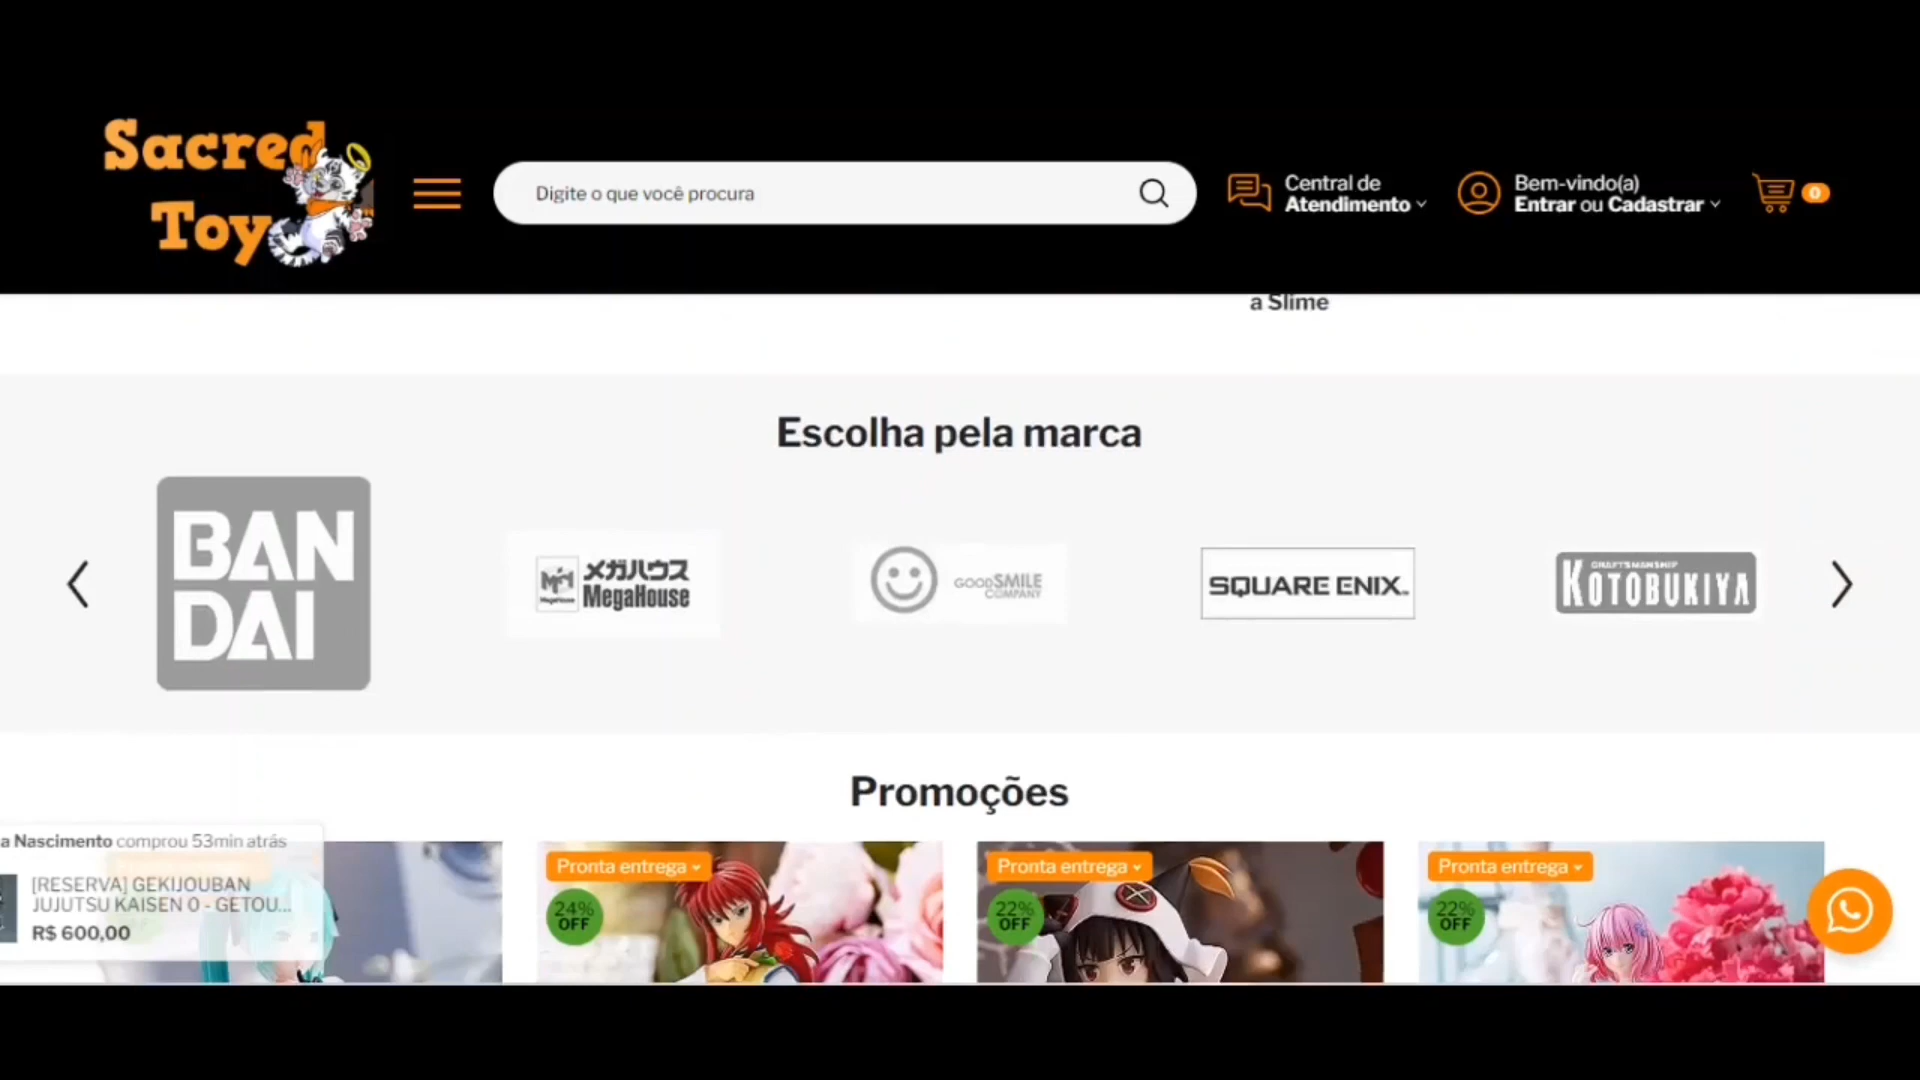 Sacred
Toy
Digite o que você procura
Central de
Atendimento
Bem-vindo(a)
Entrar ou Cadastrar
0
a Slime
Escolha pela marca
BAN
DAI
メガハウス
MegaHouse
MegaHouse
GOODSMILE
COMPANY
SQUARE ENIX
CRAFTSMANSHIP
KOTOBUKIYA
Promoções
a Nascimento comprou 53min atrás
[RESERVA] GEKIJOUBAN
JUJUTSU KAISEN 0 - GETOU...
R$ 600,00
Pronta entrega
24%
OFF
Pronta entrega
22%
OFF
Pronta entrega
22%
OFF